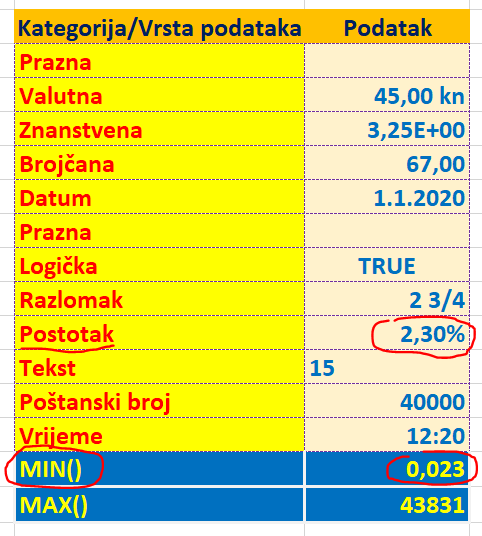 Kategorija/Vrsta podataka Podatak
Prazna
Valutna 45,00 kn
Znanstvena 3,25E+00
Brojčana 67,00
Datum 1.1.2020
Prazna
Logička TRUE
Razlomak 2 3/4
Postotak 2,30%
Tekst 15
Poštanski broj 40000
Vrijeme 12:20
MIN() 0,023
MAX() 43831